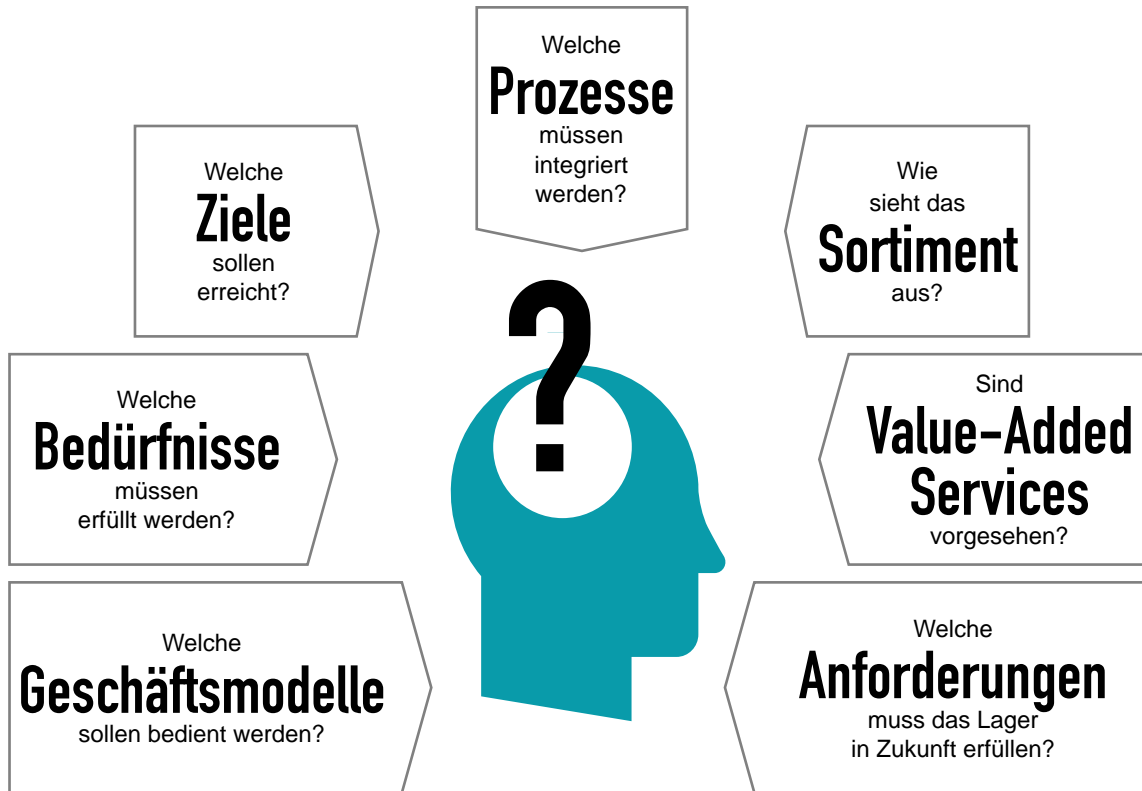 Welche
Prozesse
müssen
integriert
werden?
Welche
Ziele
sollen
erreicht?
Wie
sieht das
Sortiment
aus?
?
Welche
Bedürfnisse
müssen
erfüllt werden?
Sind
Value-Added
Services
vorgesehen?
Welche
Geschäftsmodelle
sollen bedient werden?
Welche
Anforderungen
muss das Lager
in Zukunft erfüllen?